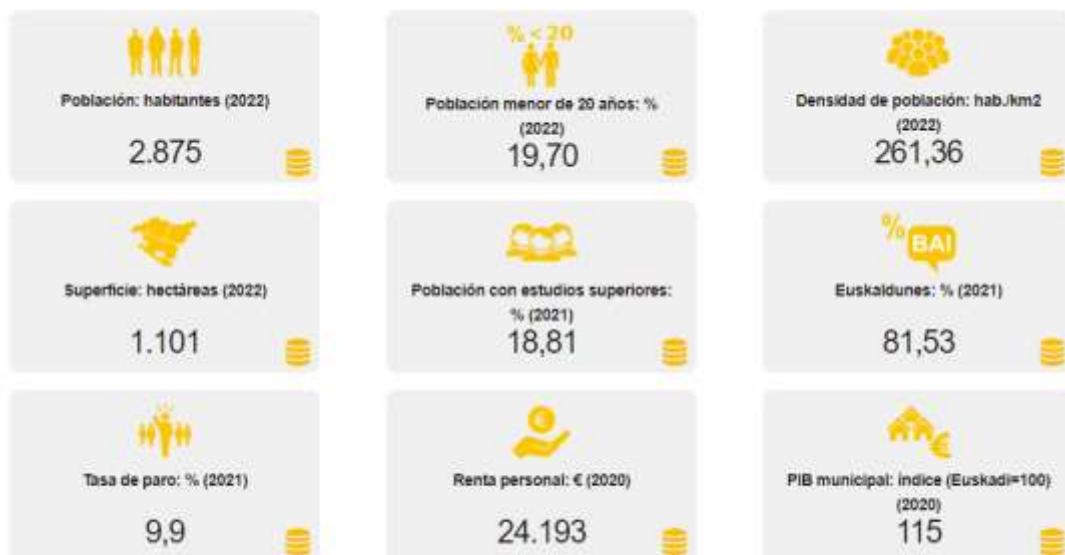 Población: habitantes (2022)
2.875
% < 20
Población menor de 20 años: %
(2022)
19,70
Densidad de población: hab./km2
(2022)
261,36
Superficie: hectáreas (2022)
1.101
Población con estudios superiores:
% (2021)
18,81
% BAI
Euskaldunes: % (2021)
81,53
Tasa de paro: % (2021)
9,9
€
Renta personal: € (2020)
24.193
€
PIB municipal: índice (Euskadi=100)
(2020)
115